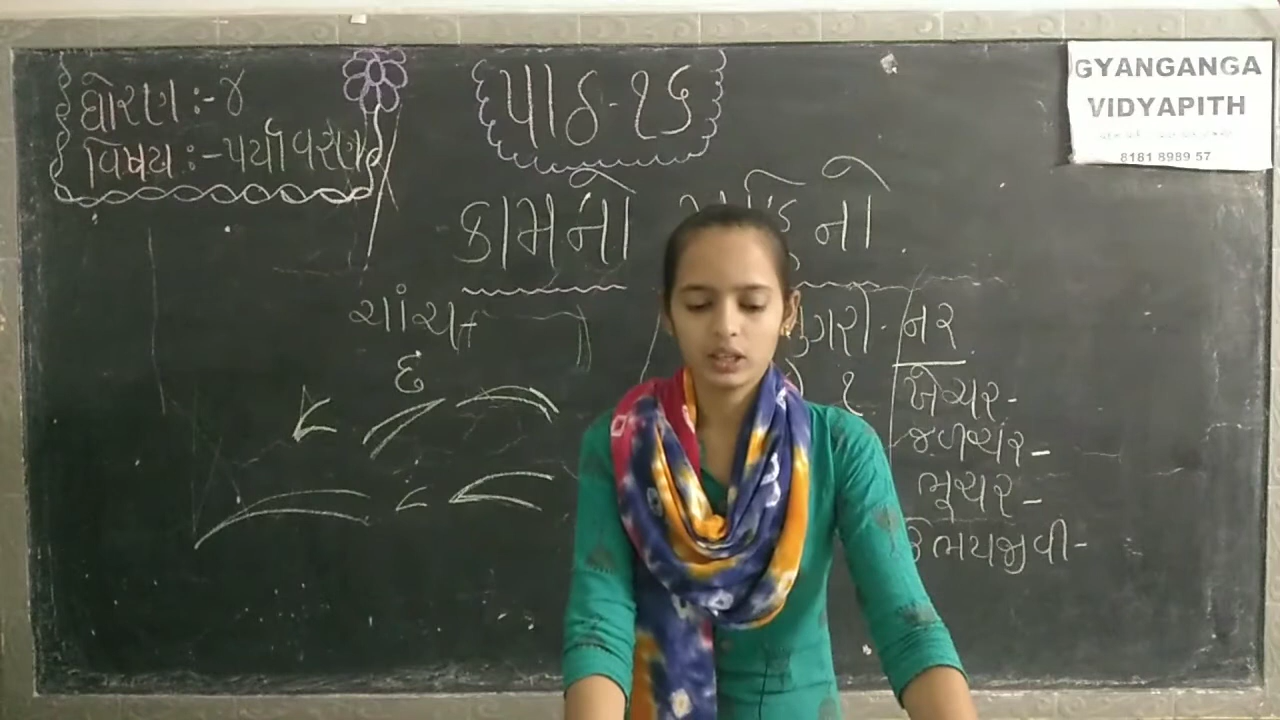 ધોરણ :- ૪
વિષય :- પર્યાવરણ
પાઠ - ૧૬
કામનો નો
ચાંચ
૬
નર
ખેચર -
જળચર -
ભૂચર -
ઉભયજીવી -
GYANGANGA
VIDYAPITH
8181 8989 57